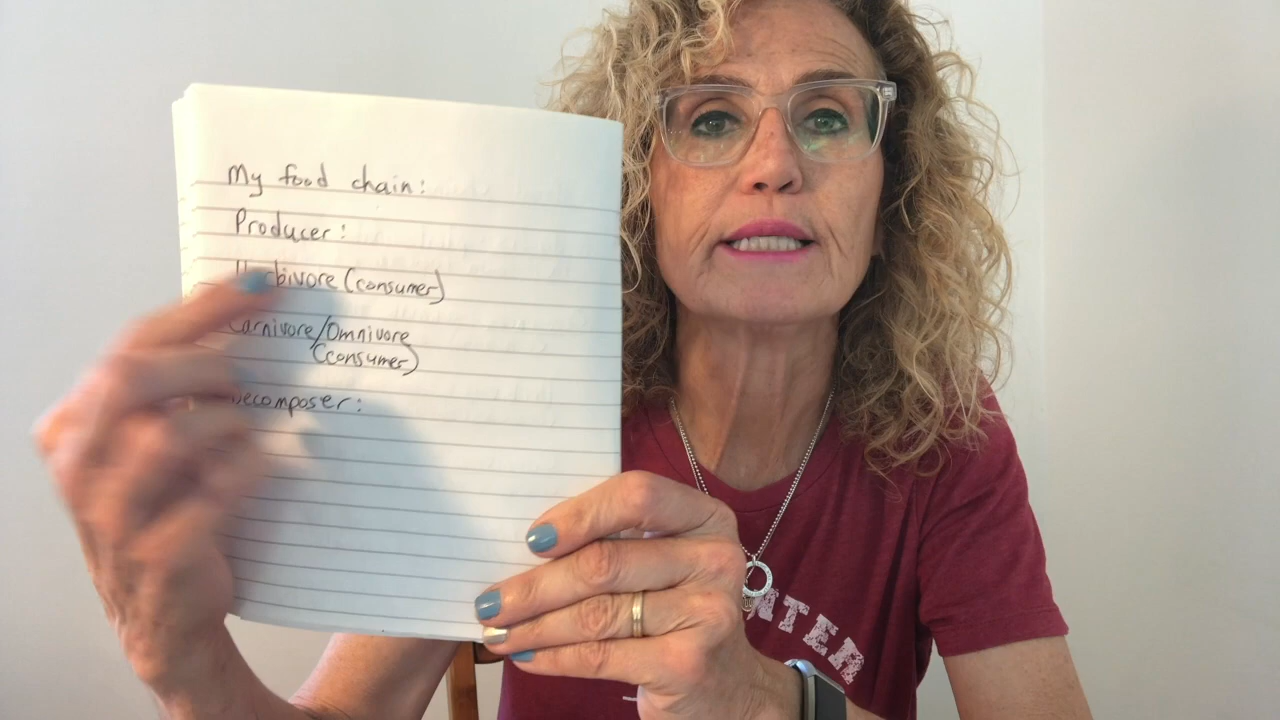 My food chain:
Producer:
Herbivore (consumer)
Carnivore/Omnivore
(consumer)
Decomposer: